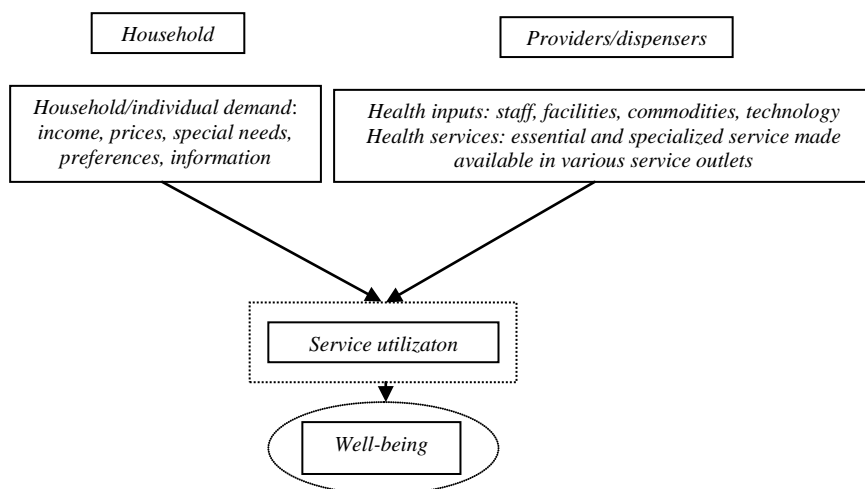 Household
Providers/dispensers
Household/individual demand:
income, prices, special needs,
preferences, information
Health inputs: staff, facilities, commodities, technology
Health services: essential and specialized service made
available in various service outlets
Service utilizaton
Well-being